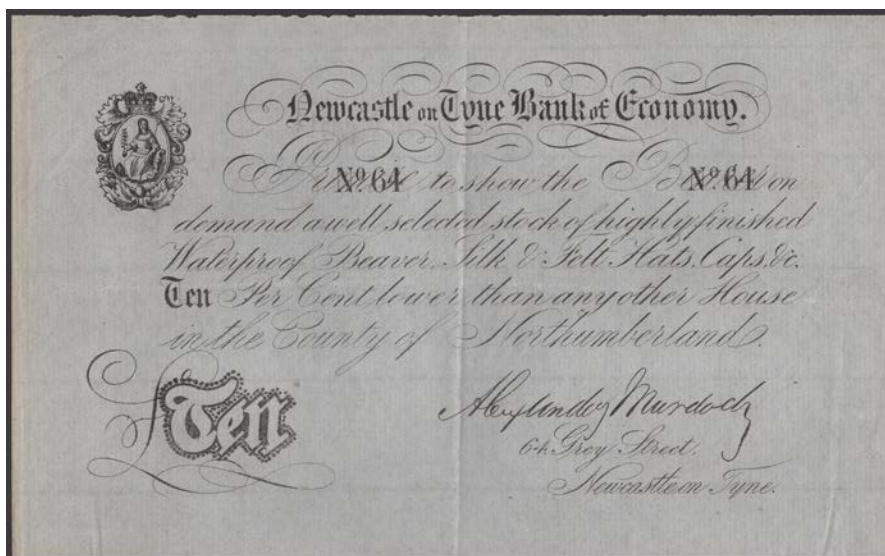 Newcastle on Tyne Bank of Economy.
Nº 64 Nº 64
Promise to show the Bearer on
demand a well selected stock of highly finished
Waterproof Beaver, Silk & Felt Hats, Caps, &c.
Ten Per Cent lower than any other House
in the County of Northumberland.
£Ten
Alexander Murdoch
64 Grey Street.
Newcastle on Tyne.